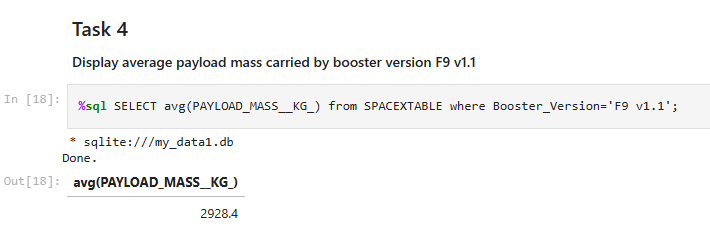 Task 4
Display average payload mass carried by booster version F9 v1.1
In [18]: %sql SELECT avg(PAYLOAD_MASS__KG_) from SPACEXTABLE where Booster_Version='F9 v1.1';
* sqlite:///my_data1.db
Done.
Out[18]: avg(PAYLOAD_MASS__KG_)
2928.4